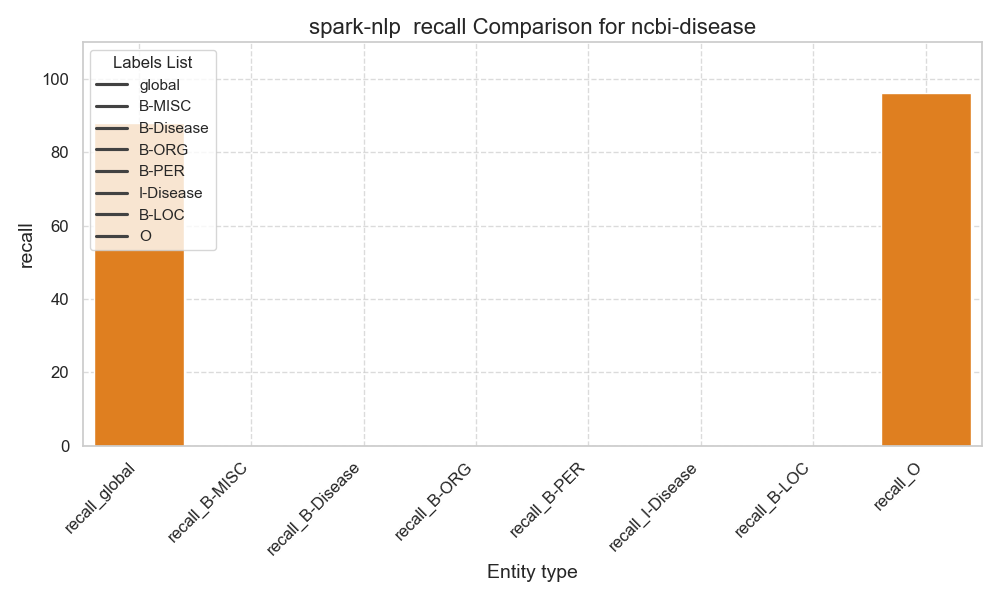 spark-nlp  recall Comparison for ncbi-disease
Labels List
global
B-MISC
B-Disease
B-ORG
B-PER
I-Disease
B-LOC
O
recall
100
80
60
40
20
0
recall_global
recall_B-MISC
recall_B-Disease
recall_B-ORG
recall_B-PER
recall_I-Disease
recall_B-LOC
recall_O
Entity type